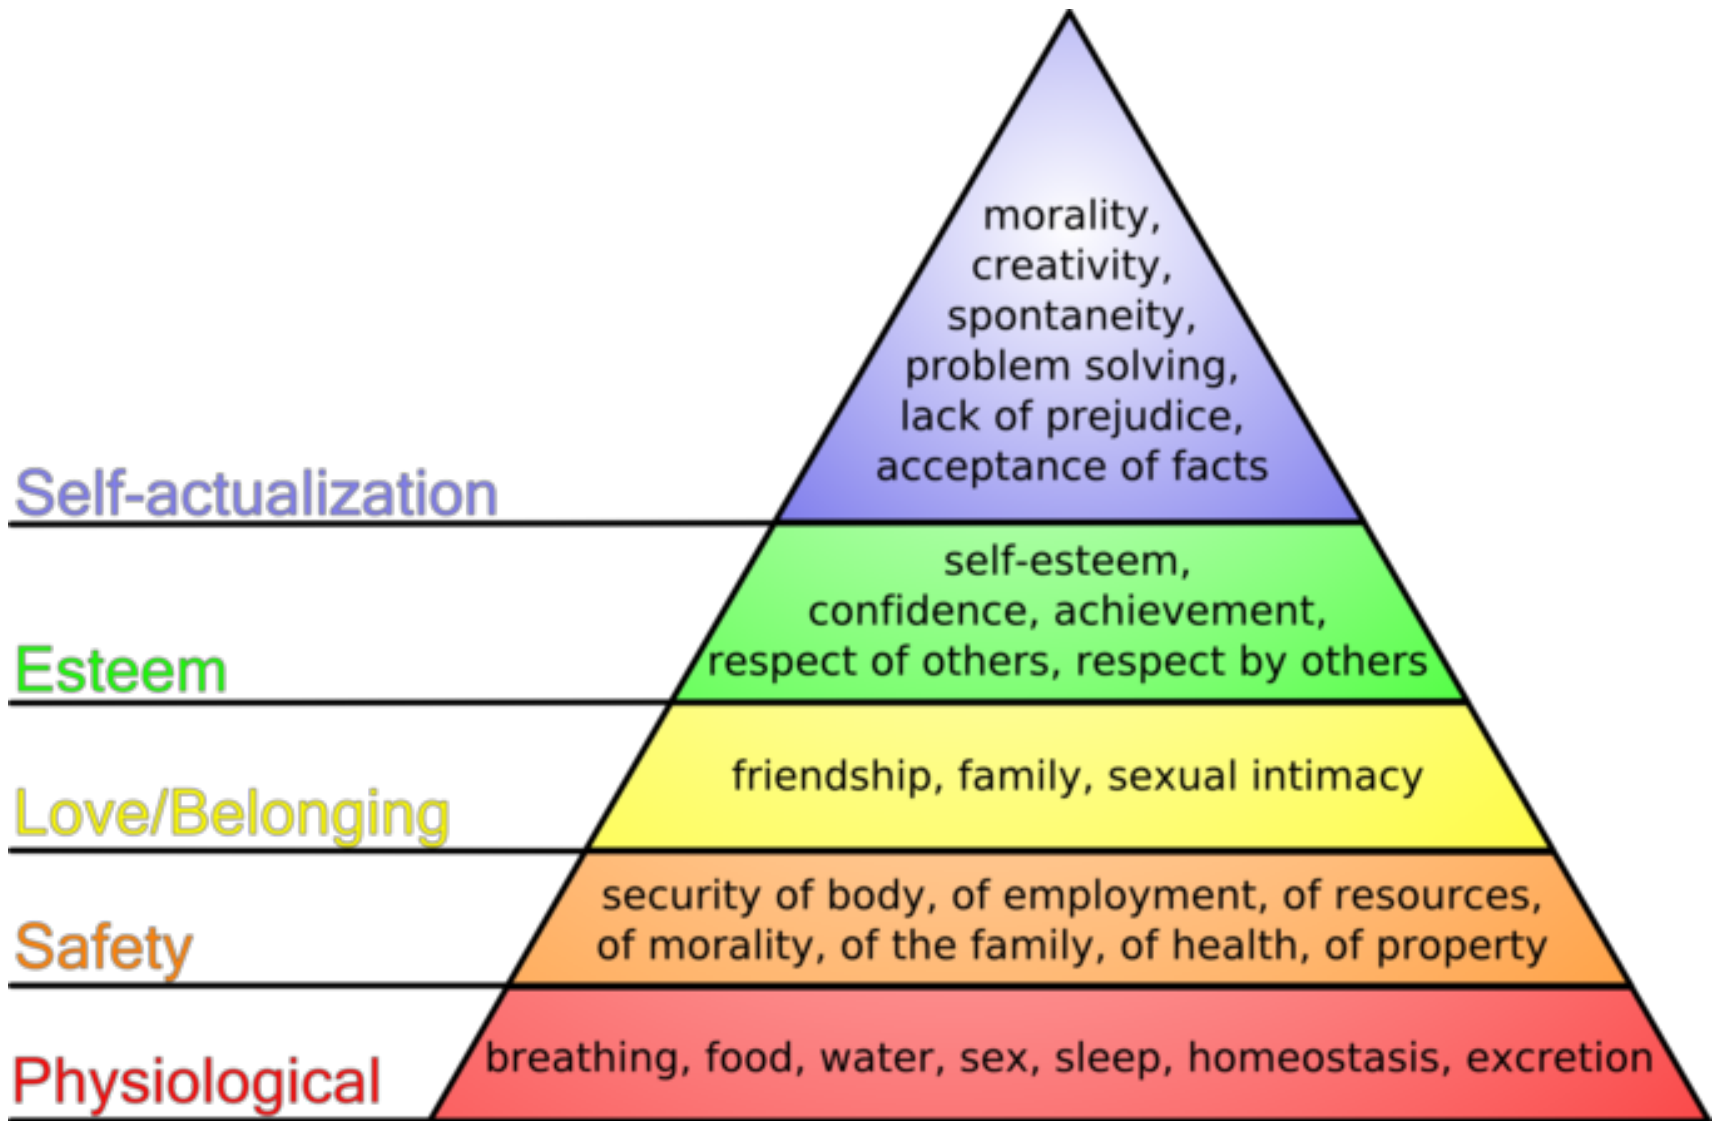 morality,
creativity,
spontaneity,
problem solving,
lack of prejudice,
acceptance of facts
Self-actualization
self-esteem,
confidence, achievement,
respect of others, respect by others
Esteem
friendship, family, sexual intimacy
Love/Belonging
security of body, of employment, of resources,
of morality, of the family, of health, of property
Safety
breathing, food, water, sex, sleep, homeostasis, excretion
Physiological